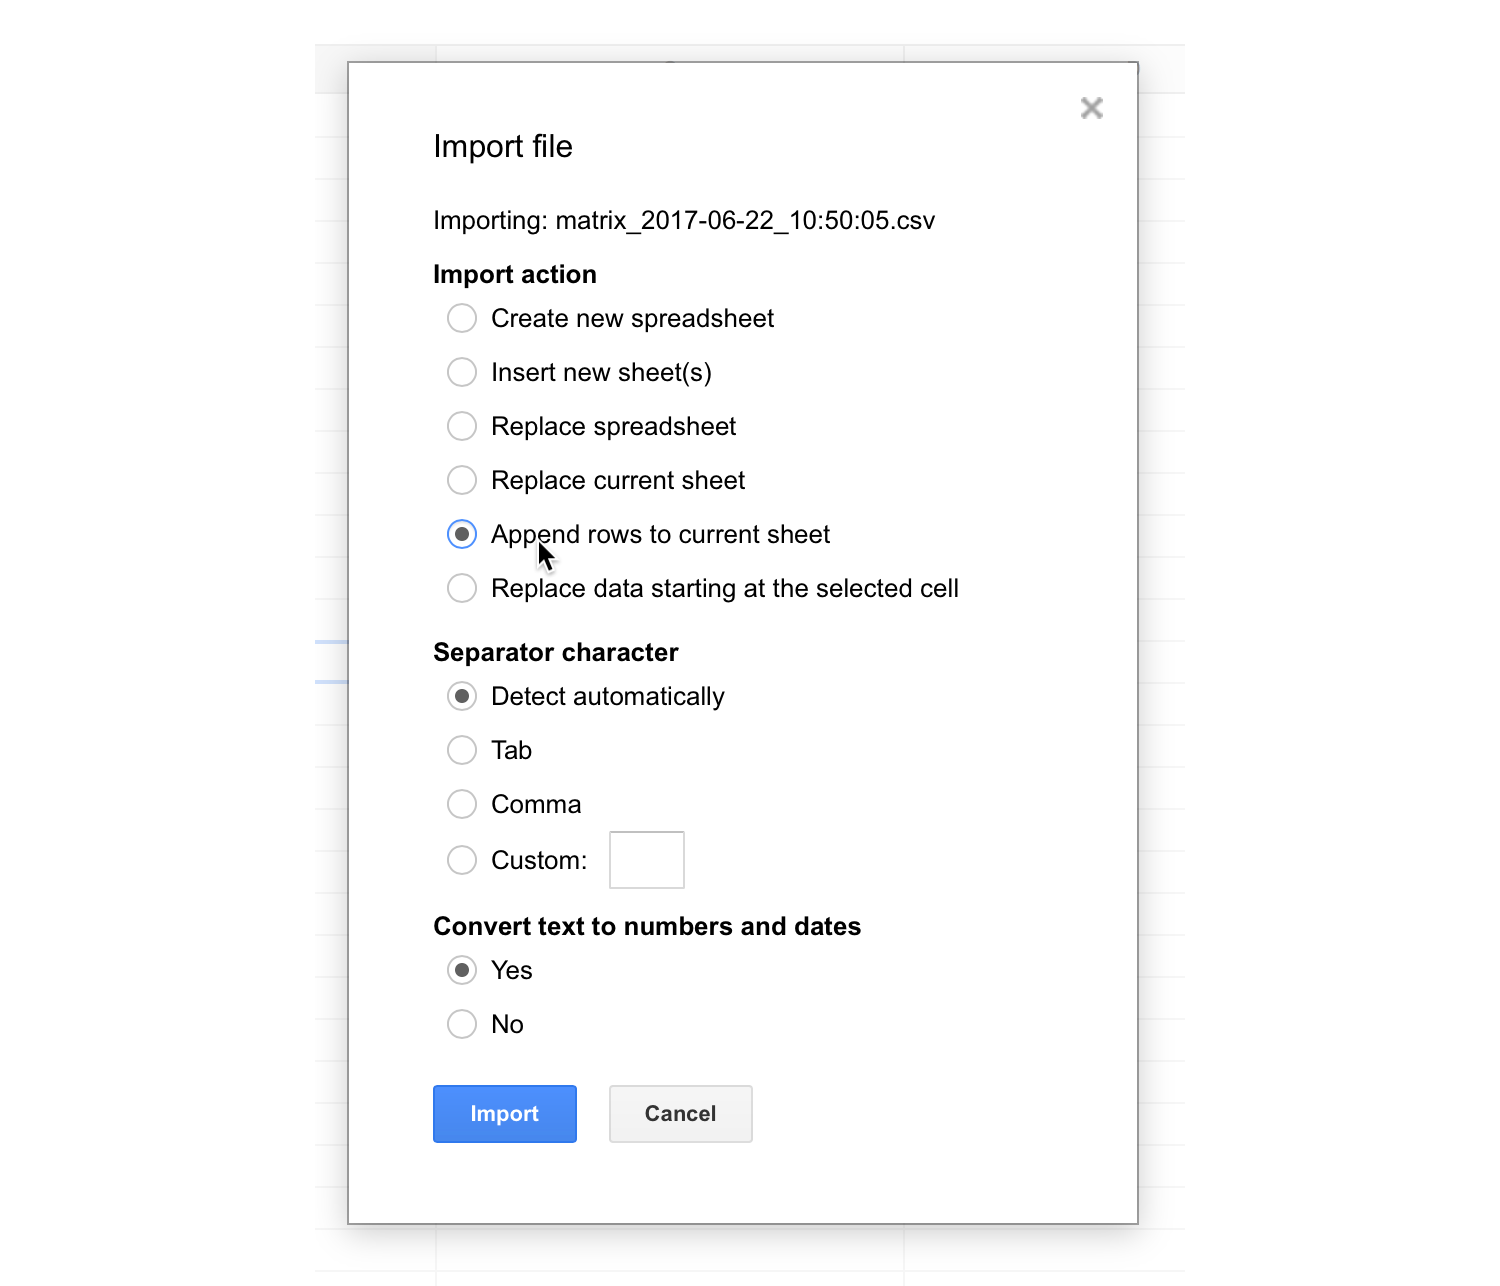 Import file
Importing: matrix_2017-06-22_10:50:05.csv
Import action
Create new spreadsheet
Insert new sheet(s)
Replace spreadsheet
Replace current sheet
Append rows to current sheet
Replace data starting at the selected cell
Separator character
Detect automatically
Tab
Comma
Custom:
Convert text to numbers and dates
Yes
No
Import
Cancel